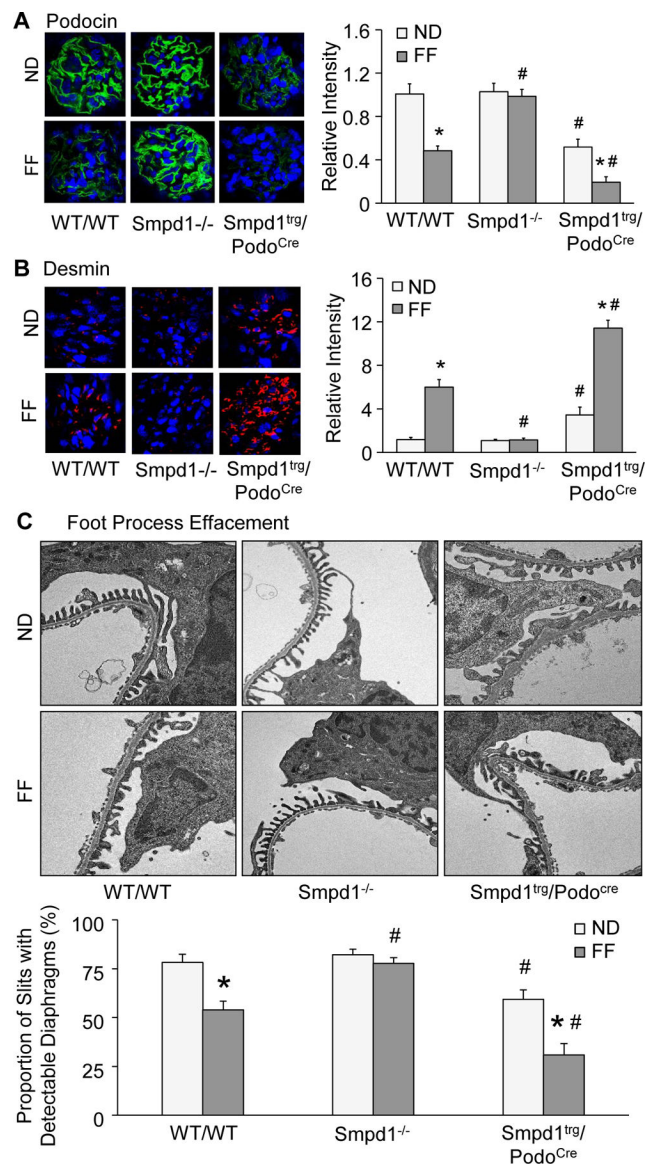 A Podocin
ND
FF
WT/WT Smpd1-/- Smpd1trg/
PodoCre
Relative Intensity
1.6
1.2
0.8
0.4
0
ND
FF
*
#
#
*#
WT/WT Smpd1-/- Smpd1trg/
PodoCre
B Desmin
ND
FF
WT/WT Smpd1-/- Smpd1trg/
PodoCre
Relative Intensity
16
12
8
4
0
ND
FF
*
#
#
*#
WT/WT Smpd1-/- Smpd1trg/
PodoCre
C Foot Process Effacement
ND
FF
WT/WT Smpd1-/- Smpd1trg/Podocre
Proportion of Slits with
Detectable Diaphragms (%)
100
75
50
25
0
ND
FF
*
#
#
*#
WT/WT Smpd1-/- Smpd1trg/
PodoCre